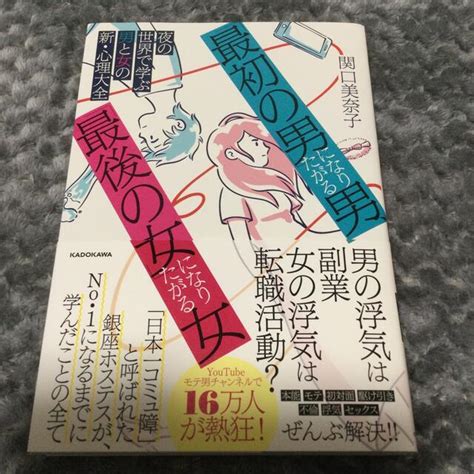 最初の男になりたがる男、
最後の女になりたがる女
夜の
世界で学ぶ
男と女の
新・心理大全
関口美奈子
KADOKAWA
男の浮気は
副業
女の浮気は、
転職活動?
「日本一コミュ障」
と呼ばれた
銀座ホステスが、
No.1になるまでに
学んだことの全て
YouTube
モテ男チャンネルで
16万人
が熱狂!
本能 モテ 初対面 駆け引き
不倫 浮気 セックス
ぜんぶ解決!!